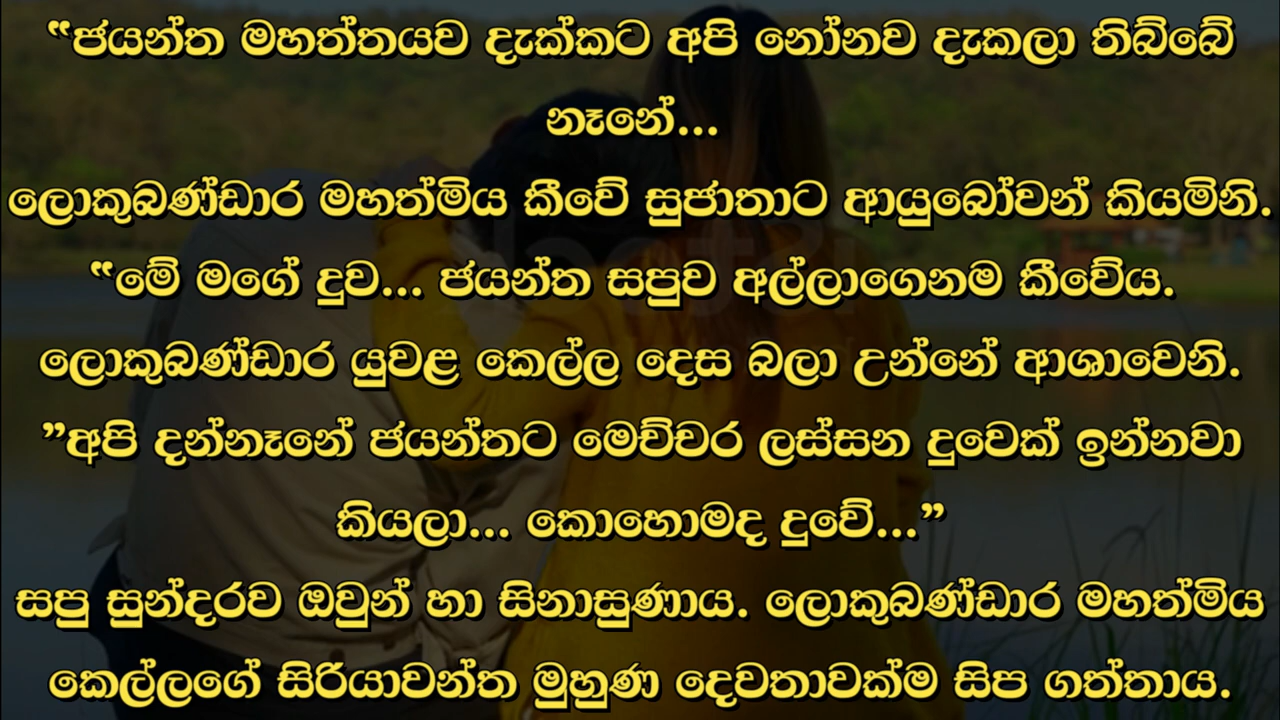 “ජයන්ත මහත්තයව දැක්කට අපි නෝනව දැකලා තිබ්බේ
නෑනේ...
ලොකුබණ්ඩාර මහත්මිය කීවේ සුජාතාට ආයුබෝවන් කියමිනි.
“මේ මගේ දුව... ජයන්ත සපුව අල්ලාගෙනම කීවේය.
ලොකුබණ්ඩාර යුවළ කෙල්ල දෙස බලා උන්නේ ආශාවෙනි.
”අපි දන්නෑනේ ජයන්තට මෙච්චර ලස්සන දුවෙක් ඉන්නවා
කියලා... කොහොමද දුවේ...”
සපු සුන්දරව ඔවුන් හා සිනාසුණාය. ලොකුබණ්ඩාර මහත්මිය
කෙල්ලගේ සිරියාවන්ත මුහුණ දෙවතාවක්ම සිප ගත්තාය.